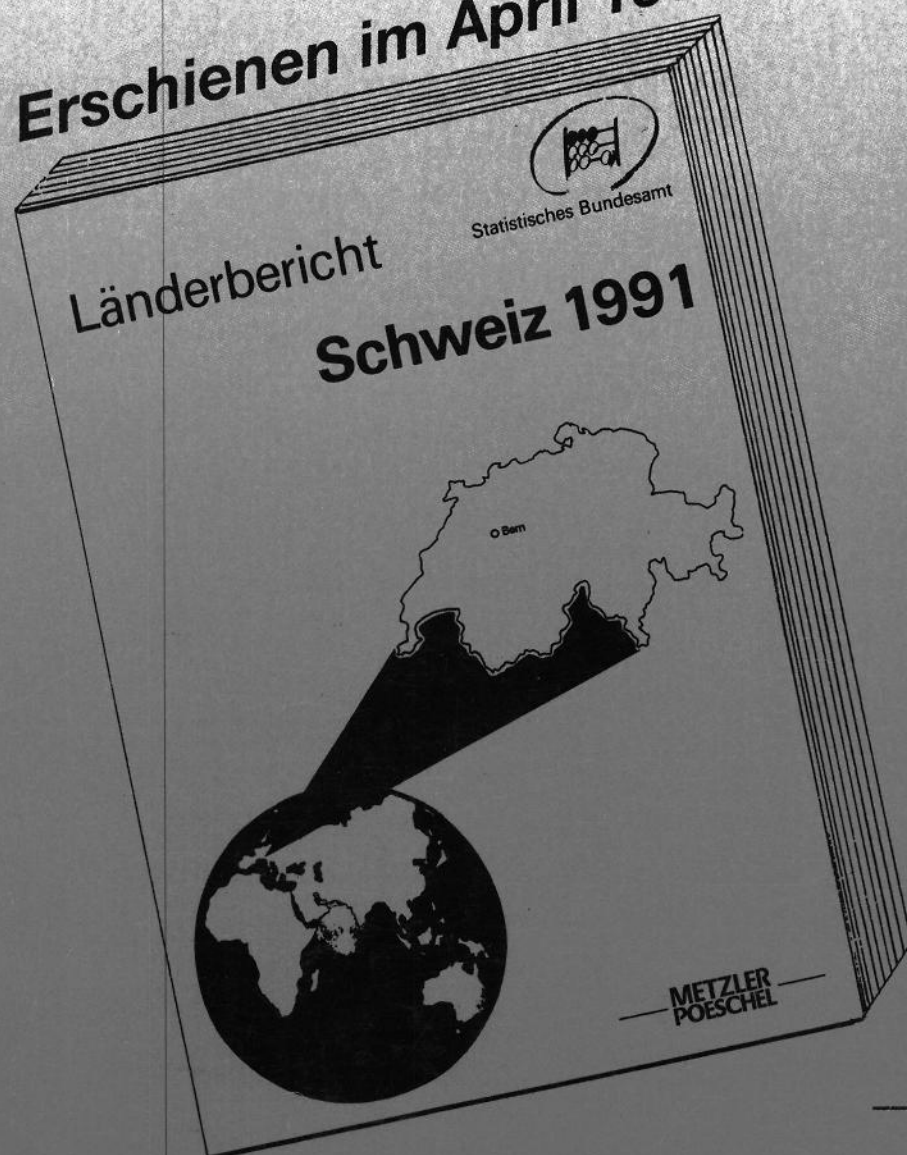 Erschienen im April
Statistisches Bundesamt
Länderbericht
Schweiz 1991
Bern
METZLER
POESCHEL